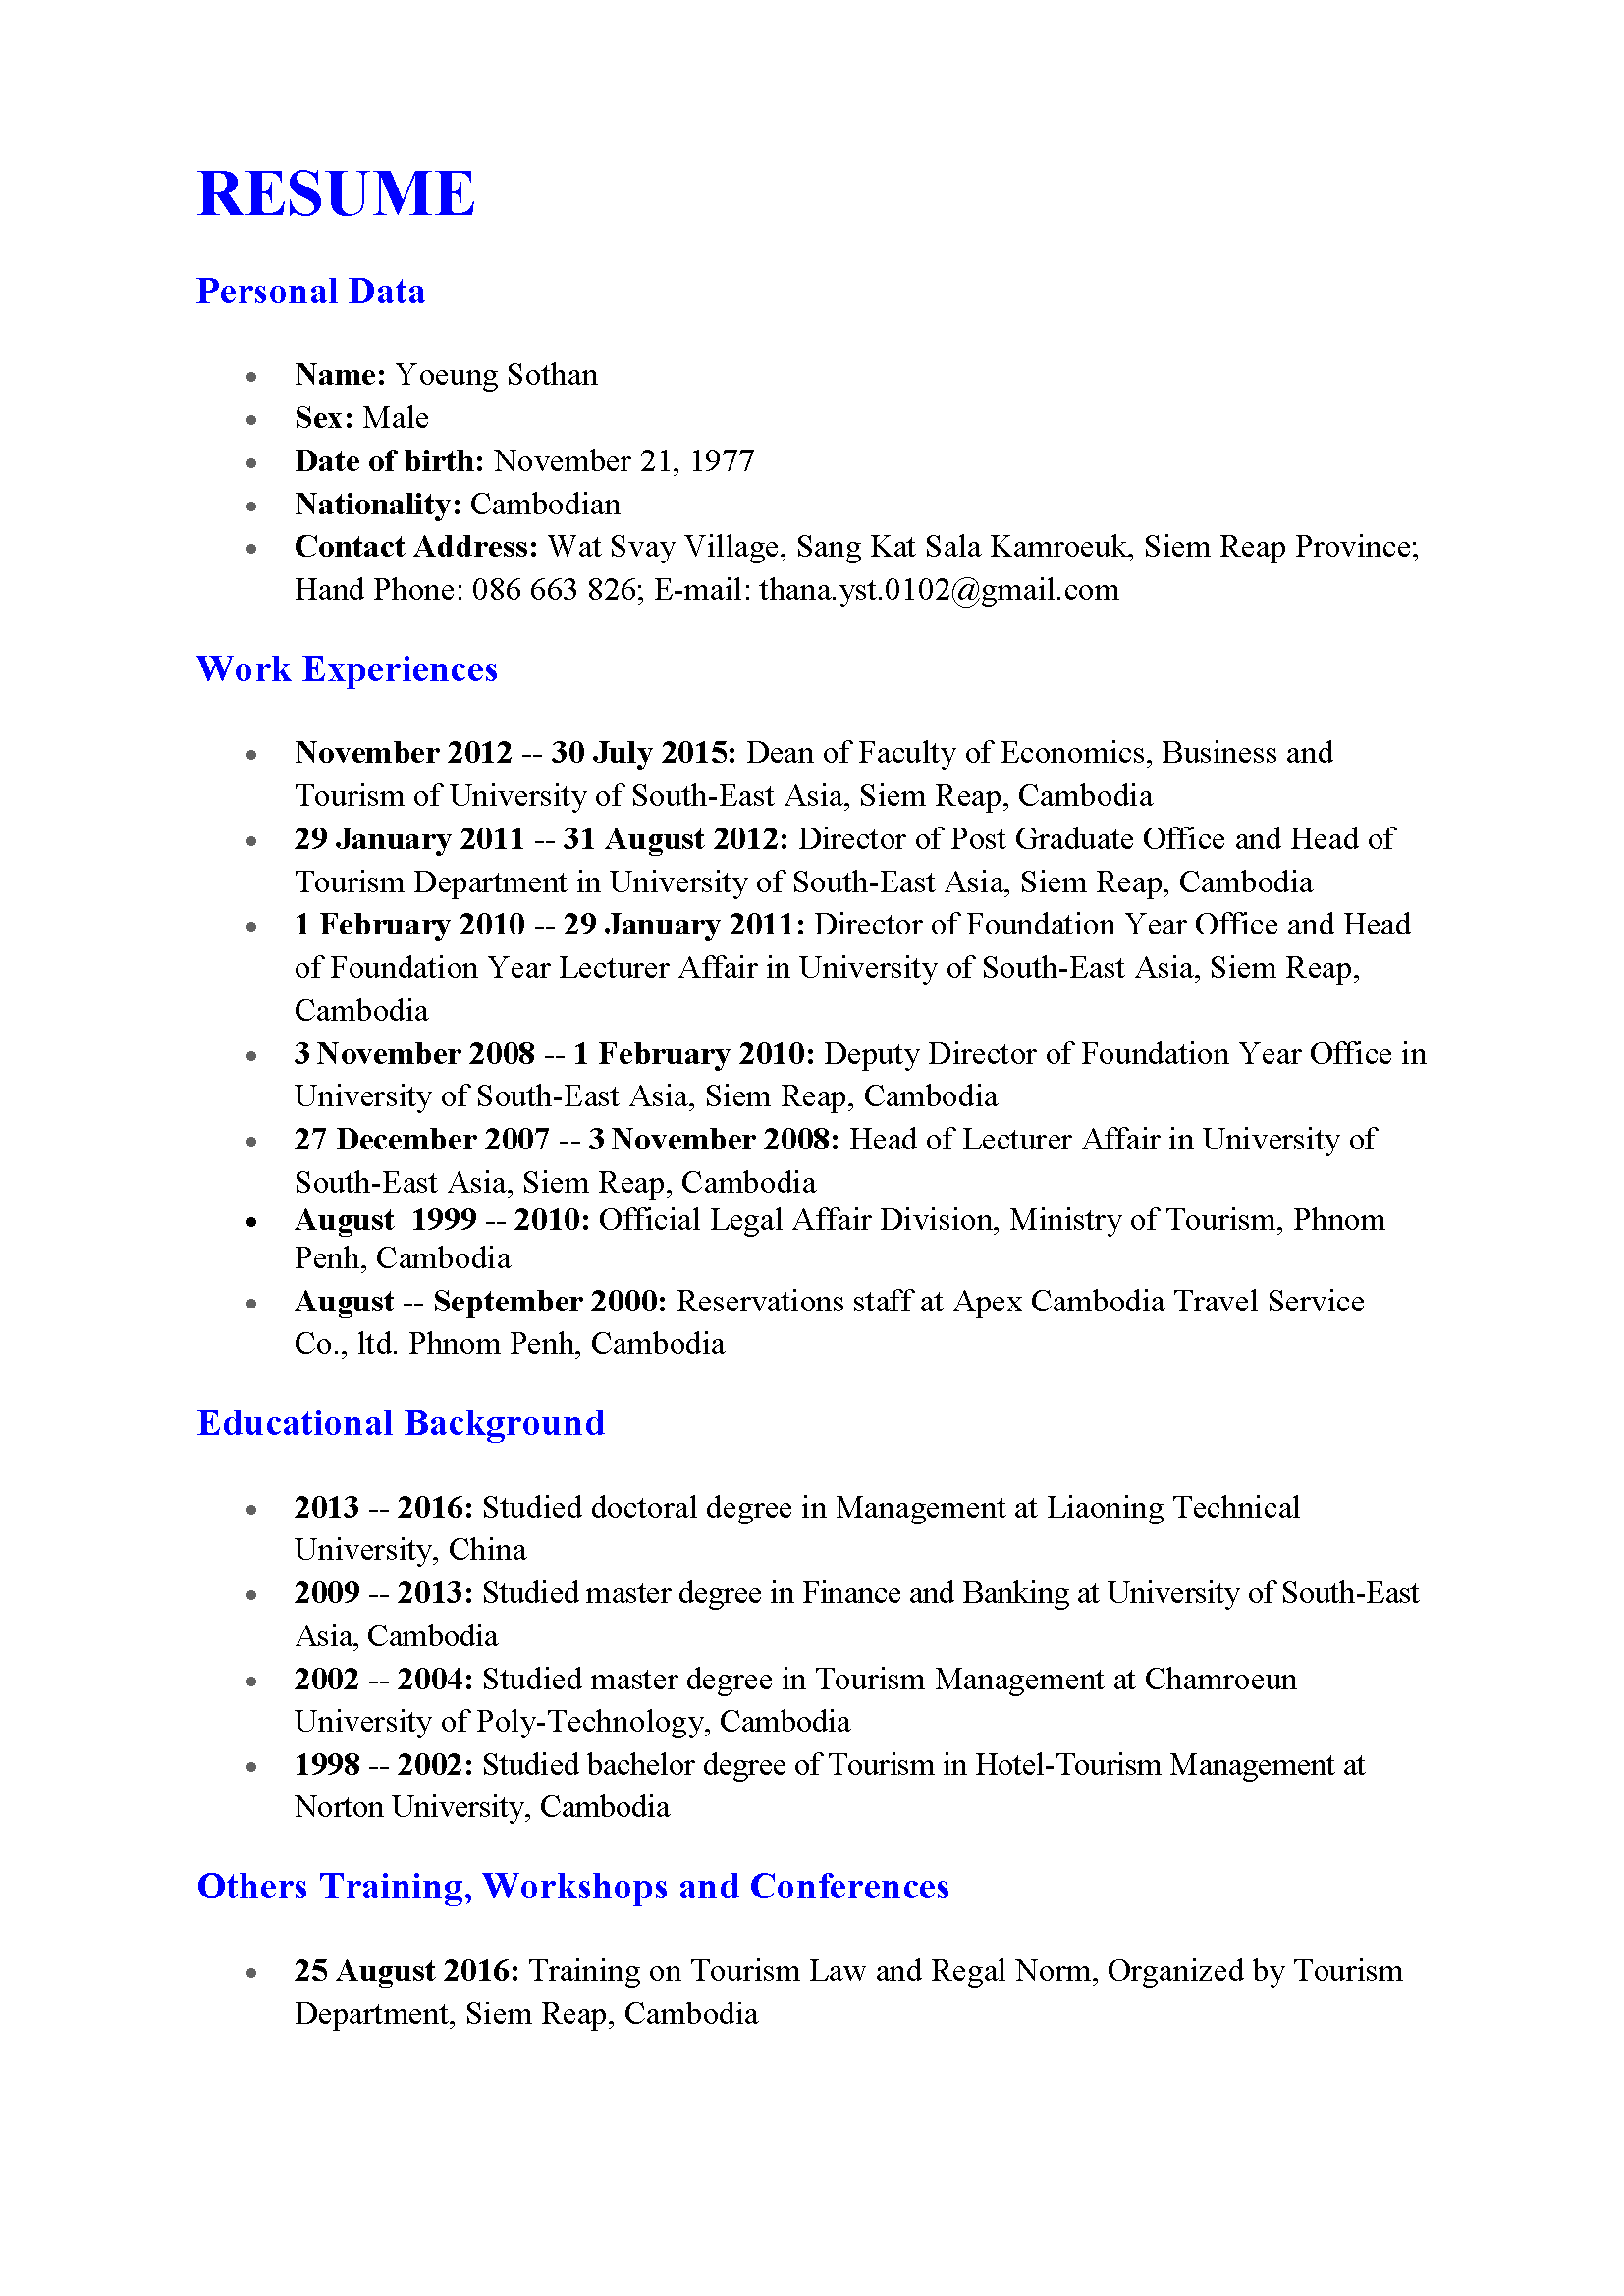 RESUME
Personal Data
• Name: Yoeung Sothan
• Sex: Male
• Date of birth: November 21, 1977
• Nationality: Cambodian
• Contact Address: Wat Svay Village, Sang Kat Sala Kamroeuk, Siem Reap Province;
Hand Phone: 086 663 826; E-mail: thana.yst.0102@gmail.com
Work Experiences
• November 2012 -- 30 July 2015: Dean of Faculty of Economics, Business and
Tourism of University of South-East Asia, Siem Reap, Cambodia
• 29 January 2011 -- 31 August 2012: Director of Post Graduate Office and Head of
Tourism Department in University of South-East Asia, Siem Reap, Cambodia
• 1 February 2010 -- 29 January 2011: Director of Foundation Year Office and Head
of Foundation Year Lecturer Affair in University of South-East Asia, Siem Reap,
Cambodia
• 3 November 2008 -- 1 February 2010: Deputy Director of Foundation Year Office in
University of South-East Asia, Siem Reap, Cambodia
• 27 December 2007 -- 3 November 2008: Head of Lecturer Affair in University of
South-East Asia, Siem Reap, Cambodia
• August  1999 -- 2010: Official Legal Affair Division, Ministry of Tourism, Phnom
Penh, Cambodia
• August -- September 2000: Reservations staff at Apex Cambodia Travel Service
Co., ltd. Phnom Penh, Cambodia
Educational Background
• 2013 -- 2016: Studied doctoral degree in Management at Liaoning Technical
University, China
• 2009 -- 2013: Studied master degree in Finance and Banking at University of South-East
Asia, Cambodia
• 2002 -- 2004: Studied master degree in Tourism Management at Chamroeun
University of Poly-Technology, Cambodia
• 1998 -- 2002: Studied bachelor degree of Tourism in Hotel-Tourism Management at
Norton University, Cambodia
Others Training, Workshops and Conferences
• 25 August 2016: Training on Tourism Law and Regal Norm, Organized by Tourism
Department, Siem Reap, Cambodia